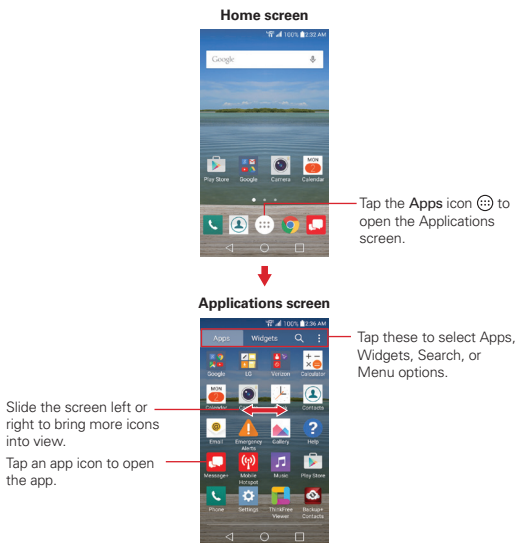 Home screen
100% 2:32 AM
Google
MON
2
Play Store Google Camera Calendar
Tap the Apps icon to
open the Applications
screen.
Applications screen
100% 2:36 AM
Apps Widgets
Tap these to select Apps,
Widgets, Search, or
Menu options.
Google LG Verizon Calculator
MON
2
Calendar Contacts
Slide the screen left or
right to bring more icons
into view.
Email Emergency Alerts Gallery Help
Tap an app icon to open
the app.
Message+ Mobile Hotspot Music Play Store
Phone Settings ThinkFree Viewer Backup+ Contacts